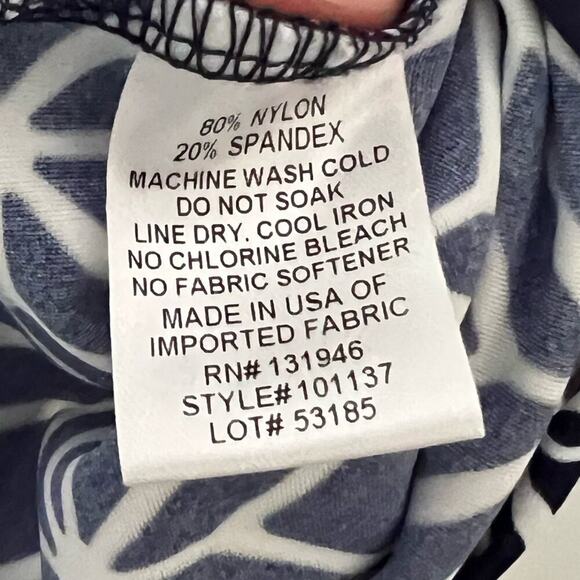 80% NYLON
20% SPANDEX
MACHINE WASH COLD
DO NOT SOAK
LINE DRY. COOL IRON
NO CHLORINE BLEACH
NO FABRIC SOFTENER
MADE IN USA OF
IMPORTED FABRIC
RN# 131946
STYLE# 101137
LOT# 53185